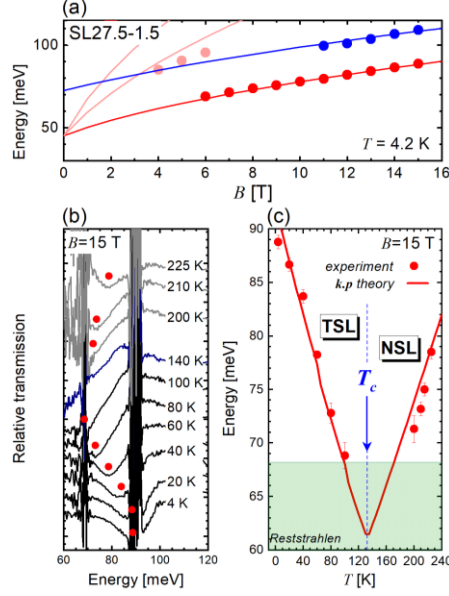 (a)
SL27.5-1.5
100
50
Energy [meV]
T = 4.2 K
0 2 4 6 8 10 12 14 16
B [T]
(b)
B=15 T
225 K
210 K
200 K
140 K
100 K
80 K
60 K
40 K
20 K
4 K
Relative transmission
60 80 100 120
Energy [meV]
(c)
B=15 T
experiment
k.p theory
TSL
NSL
Tc
90
85
80
75
70
65
60
Energy [meV]
Reststrahlen
0 40 80 120 160 200 240
T [K]